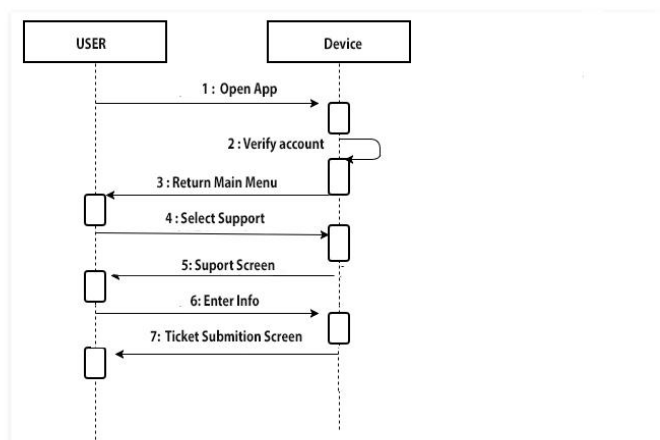 USER
Device
1 : Open App
2 : Verify account
3 : Return Main Menu
4 : Select Support
5: Suport Screen
6: Enter Info
7: Ticket Submition Screen